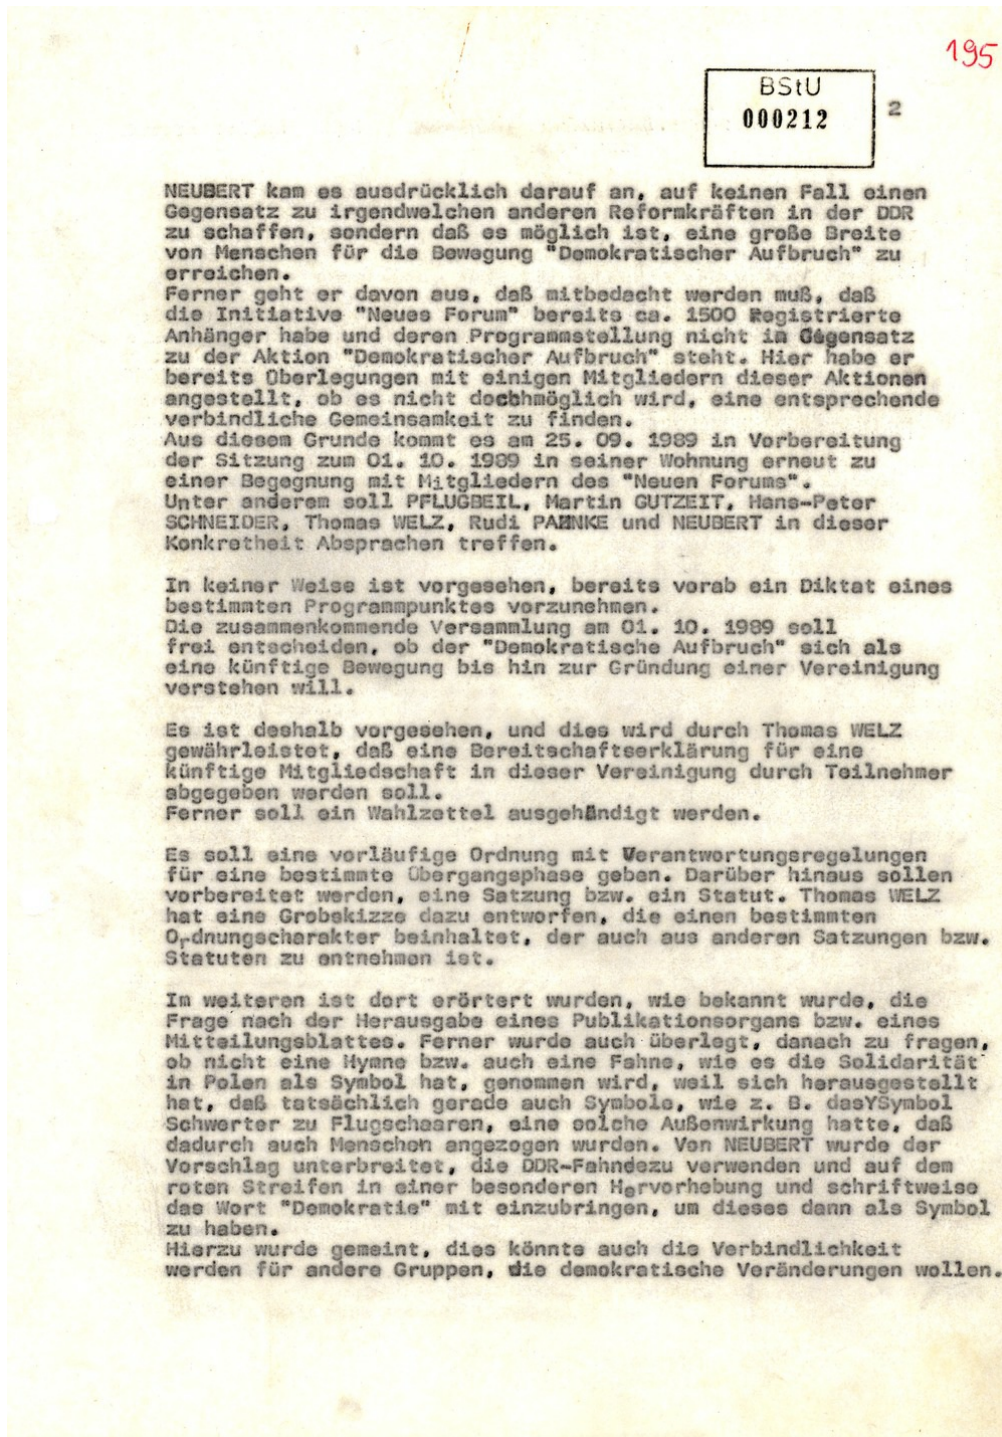 195
BStU
000212
2
NEUBERT kam es ausdrücklich darauf an, auf keinen Fall einen
Gegensatz zu irgendwelchen anderen Reformkräften in der DDR
zu schaffen, sondern daß es möglich ist, eine große Breite
von Menschen für die Bewegung "Demokratischer Aufbruch" zu
erreichen.
Ferner geht er davon aus, daß mitbedacht werden muß, daß
die Initiative "Neues Forum" bereits ca. 1500 Registrierte
Anhänger habe und deren Programmstellung nicht in Gegensatz
zu der Aktion "Demokratischer Aufbruch" steht. Hier habe er
bereits Überlegungen mit einigen Mitgliedern dieser Aktionen
angestellt, ob es nicht dochhmöglich wird, eine entsprechende
verbindliche Gemeinsamkeit zu finden.
Aus diesem Grunde kommt es am 25. 09. 1989 in Vorbereitung
der Sitzung zum 01. 10. 1989 in seiner Wohnung erneut zu
einer Begegnung mit Mitgliedern des "Neuen Forums".
Unter anderem soll PFLUGBEIL, Martin GUTZEIT, Hans-Peter
SCHNEIDER, Thomas WELZ, Rudi PAHNKE und NEUBERT in dieser
Konkretheit Absprachen treffen.
In keiner Weise ist vorgesehen, bereits vorab ein Diktat eines
bestimmten Programmpunktes vorzunehmen.
Die zusammenkommende Versammlung am 01. 10. 1989 soll
frei entscheiden, ob der "Demokratische Aufbruch" sich als
eine künftige Bewegung bis hin zur Gründung einer Vereinigung
verstehen will.
Es ist deshalb vorgesehen, und dies wird durch Thomas WELZ
gewährleistet, daß eine Bereitschaftserklärung für eine
künftige Mitgliedschaft in dieser Vereinigung durch Teilnehmer
abgegeben werden soll.
Ferner soll ein Wahlzettel ausgehändigt werden.
Es soll eine vorläufige Ordnung mit Verantwortungsregelungen
für eine bestimmte Übergangsphase geben. Darüber hinaus sollen
vorbereitet werden, eine Satzung bzw. ein Statut. Thomas WELZ
hat eine Grobskizze dazu entworfen, die einen bestimmten
Ordnungscharakter beinhaltet, der auch aus anderen Satzungen bzw.
Statuten zu entnehmen ist.
Im weiteren ist dort erörtert wurden, wie bekannt wurde, die
Frage nach der Herausgabe eines Publikationsorgans bzw. eines
Mitteilungsblattes. Ferner wurde auch überlegt, danach zu fragen,
ob nicht eine Hymne bzw. auch eine Fahne, wie es die Solidarität
in Polen als Symbol hat, genommen wird, weil sich herausgestellt
hat, daß tatsächlich gerade auch Symbole, wie z. B. dasYSymbol
Schwerter zu Flugschaaren, eine solche Außenwirkung hatte, daß
dadurch auch Menschen angezogen wurden. Von NEUBERT wurde der
Vorschlag unterbreitet, die DDR-Fahndezu verwenden und auf dem
roten Streifen in einer besonderen Hervorhebung und schriftweise
das Wort "Demokratie" mit einzubringen, um dieses dann als Symbol
zu haben.
Hierzu wurde gemeint, dies könnte auch die Verbindlichkeit
werden für andere Gruppen, die demokratische Veränderungen wollen.